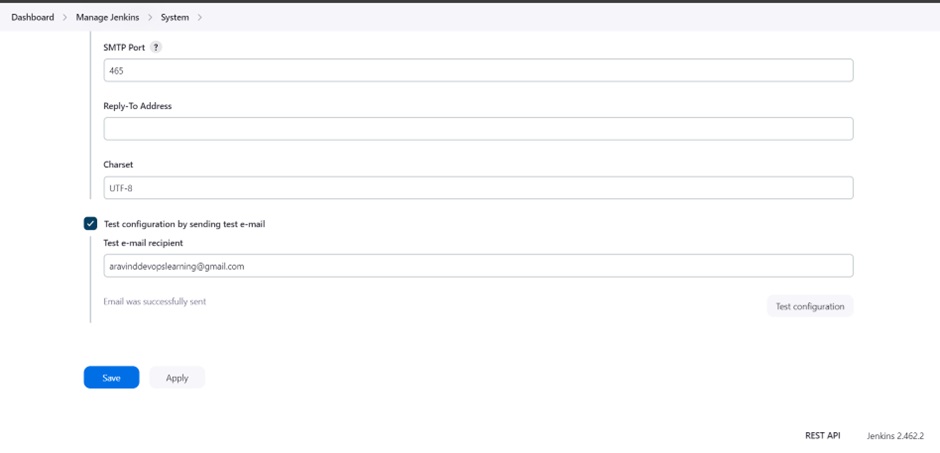 Dashboard > Manage Jenkins > System >
SMTP Port ?
465
Reply-To Address
Charset
UTF-8
Test configuration by sending test e-mail
Test e-mail recipient
aravinddevopslearning@gmail.com
Email was successfully sent
Test configuration
Save Apply
REST API Jenkins 2.462.2